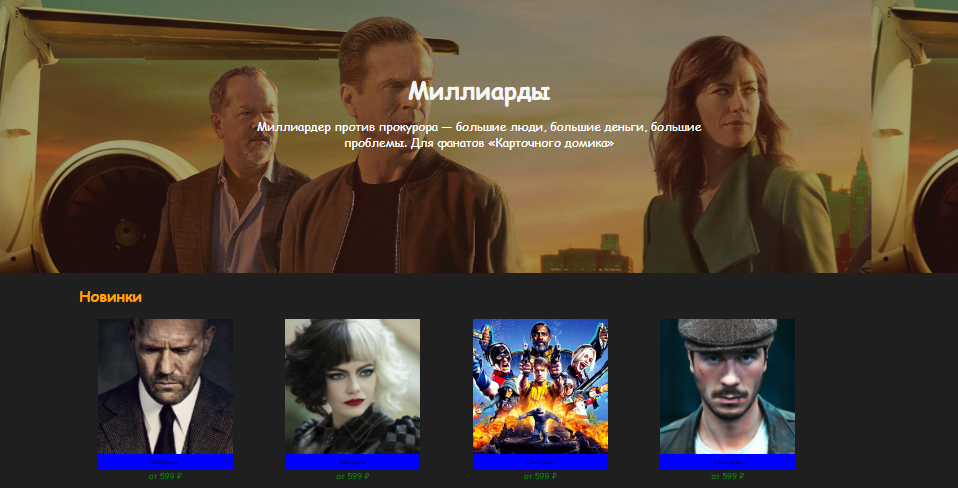 Миллиарды
Миллиардер против прокурора — большие люди, большие деньги, большие
проблемы. Для фанатов «Карточного домика»
Новинки
от 599 ₽
от 599 ₽
от 599 ₽
от 599 ₽